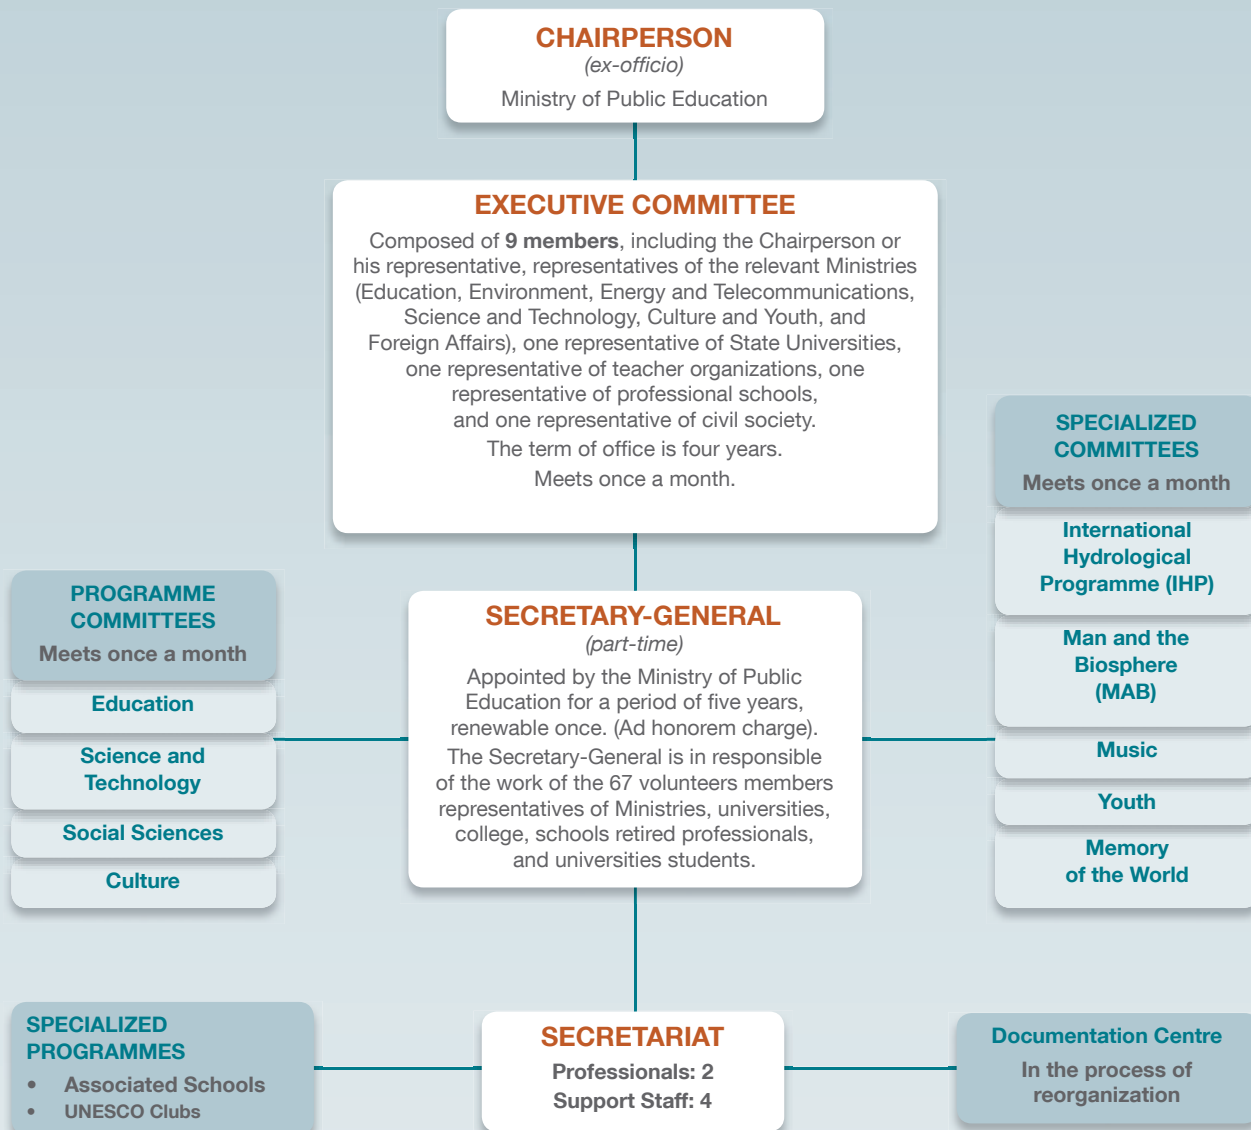 CHAIRPERSON
(ex-officio)
Ministry of Public Education
EXECUTIVE COMMITTEE
Composed of 9 members, including the Chairperson or
his representative, representatives of the relevant Ministries
(Education, Environment, Energy and Telecommunications,
Science and Technology, Culture and Youth, and
Foreign Affairs), one representative of State Universities,
one representative of teacher organizations, one
representative of professional schools,
and one representative of civil society.
The term of office is four years.
Meets once a month.
PROGRAMME
COMMITTEES
Meets once a month
Education
Science and
Technology
Social Sciences
Culture
SECRETARY-GENERAL
(part-time)
Appointed by the Ministry of Public
Education for a period of five years,
renewable once. (Ad honorem charge).
The Secretary-General is in responsible
of the work of the 67 volunteers members
representatives of Ministries, universities,
college, schools retired professionals,
and universities students.
SPECIALIZED
COMMITTEES
Meets once a month
International
Hydrological
Programme (IHP)
Man and the
Biosphere
(MAB)
Music
Youth
Memory
of the World
SPECIALIZED
PROGRAMMES
• Associated Schools
• UNESCO Clubs
SECRETARIAT
Professionals: 2
Support Staff: 4
Documentation Centre
In the process of
reorganization